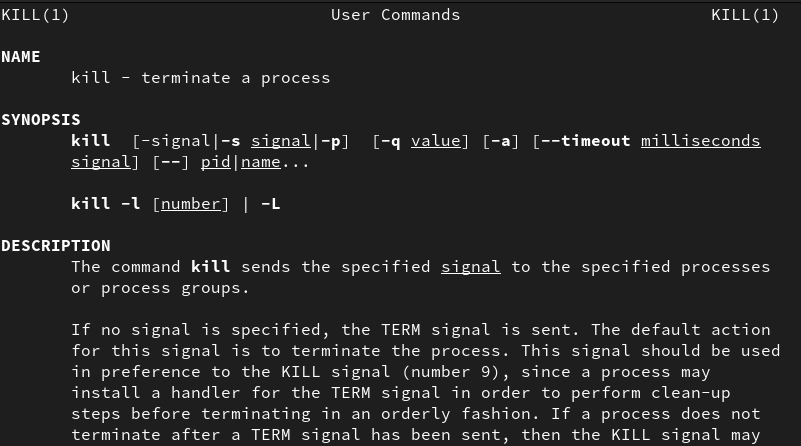 KILL(1) User Commands KILL(1)
NAME
kill - terminate a process
SYNOPSIS
kill [-signal|-s signal|-p] [-q value] [-a] [--timeout milliseconds
signal] [--] pid|name...
kill -l [number] | -L
DESCRIPTION
The command kill sends the specified signal to the specified processes
or process groups.
If no signal is specified, the TERM signal is sent. The default action
for this signal is to terminate the process. This signal should be used
in preference to the KILL signal (number 9), since a process may
install a handler for the TERM signal in order to perform clean-up
steps before terminating in an orderly fashion. If a process does not
terminate after a TERM signal has been sent, then the KILL signal may